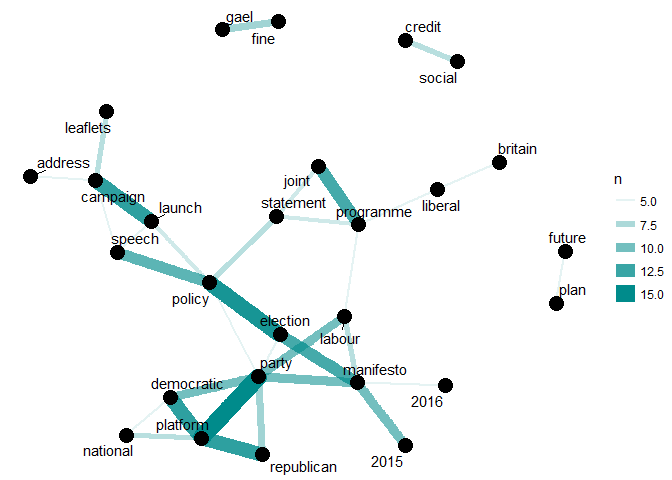 gael
fine
credit
social
leaflets
address
campaign
launch
speech
joint
statement
programme
britain
liberal
future
plan
policy
election
labour
party
manifesto
democratic
platform
national
republican
2016
2015
n
5.0
7.5
10.0
12.5
15.0